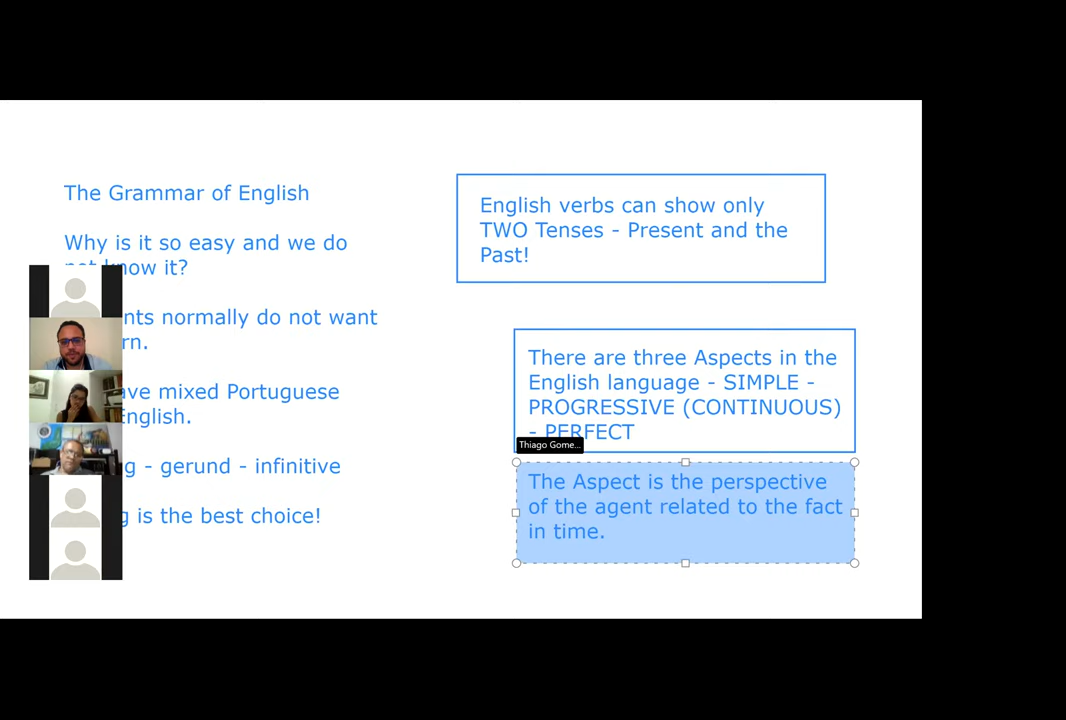 The Grammar of English
Why is it so easy and we do
know it?
nts normally do not want
rn.
ave mixed Portuguese
English.
g - gerund - infinitive
g is the best choice!
English verbs can show only
TWO Tenses - Present and the
Past!
There are three Aspects in the
English language - SIMPLE -
PROGRESSIVE (CONTINUOUS)
- PERFECT
Thiago Gome...
The Aspect is the perspective
of the agent related to the fact
in time.